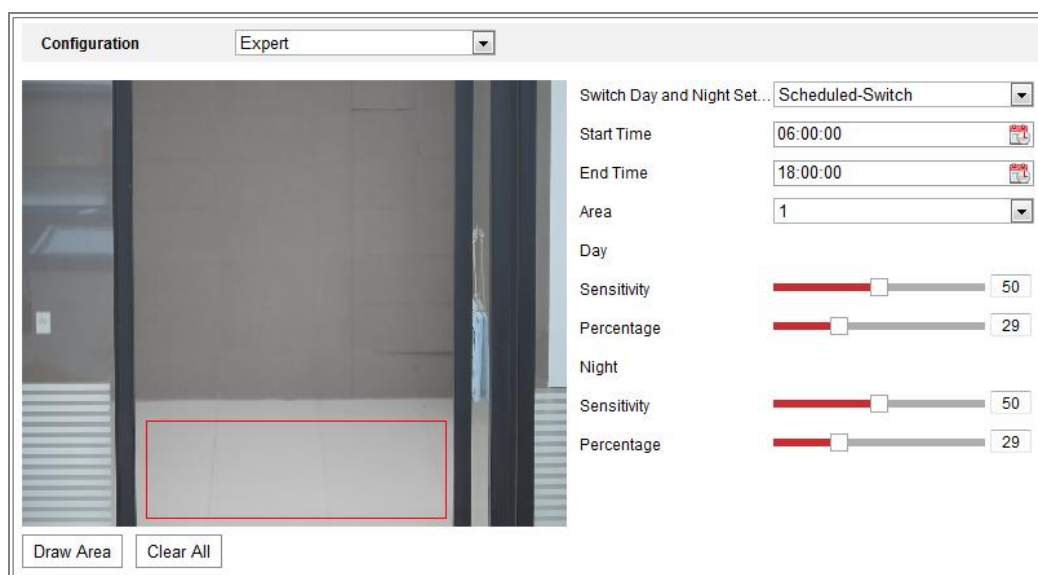 Configuration Expert
Switch Day and Night Set... Scheduled-Switch
Start Time 06:00:00
End Time 18:00:00
Area 1
Day
Sensitivity 50
Percentage 29
Night
Sensitivity 50
Percentage 29
Draw Area Clear All